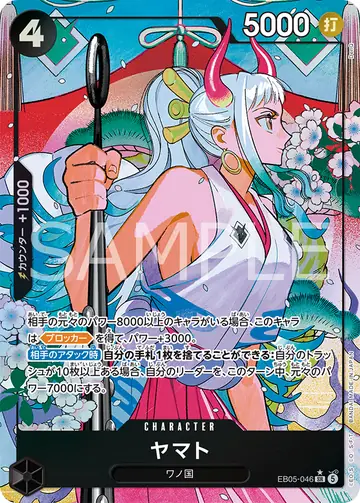 4
5000
打
カウンター +1000
SAMPLE
相手の元々のパワー8000以上のキャラがいる場合、このキャラ
は、ブロッカー を得て、パワー+3000。
相手のアタック時 自分の手札1枚を捨てることができる:自分のトラッ
シュが10枚以上ある場合、自分のリーダーを、このターン中、元々のパ
ワー7000にする。
CHARACTER
ヤマト
ワノ国
EB05-046 SR 5